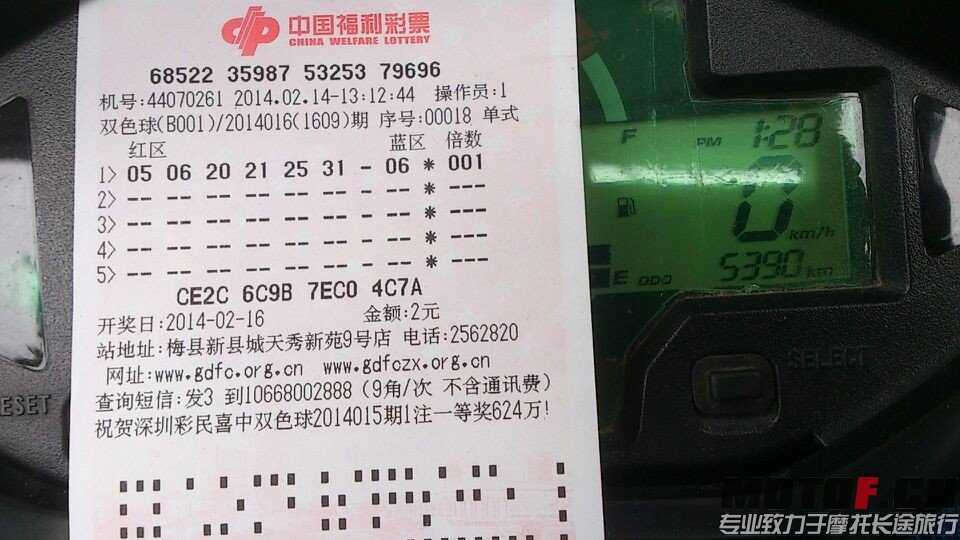 中国福利彩票
CHINA WELFARE LOTTERY
68522 35987 53253 79696
机号:44070261 2014.02.14-13:12:44 操作员:1
双色球(B001)/2014016(1609)期 序号:00018 单式
红区 蓝区 倍数
1> 05 06 20 21 25 31 - 06 * 001
2> -- -- -- -- -- -- - -- * ---
3> -- -- -- -- -- -- - -- * ---
4> -- -- -- -- -- -- - -- * ---
5> -- -- -- -- -- -- - -- * ---
CE2C 6C9B 7EC0 4C7A
开奖日:2014-02-16 金额:2元
站地址:梅县新县城天秀新苑9号店 电话:2562820
网址:www.gdfc.org.cn www.gdfczx.org.cn
查询短信:发3 到10668002888(9角/次 不含通讯费)
祝贺深圳彩民喜中双色球2014015期1注一等奖624万!
F PM 1:28
0 km/h
E ODO 5390 km
SELECT
RESET
MOTOF.CN
专业致力于摩托长途旅行